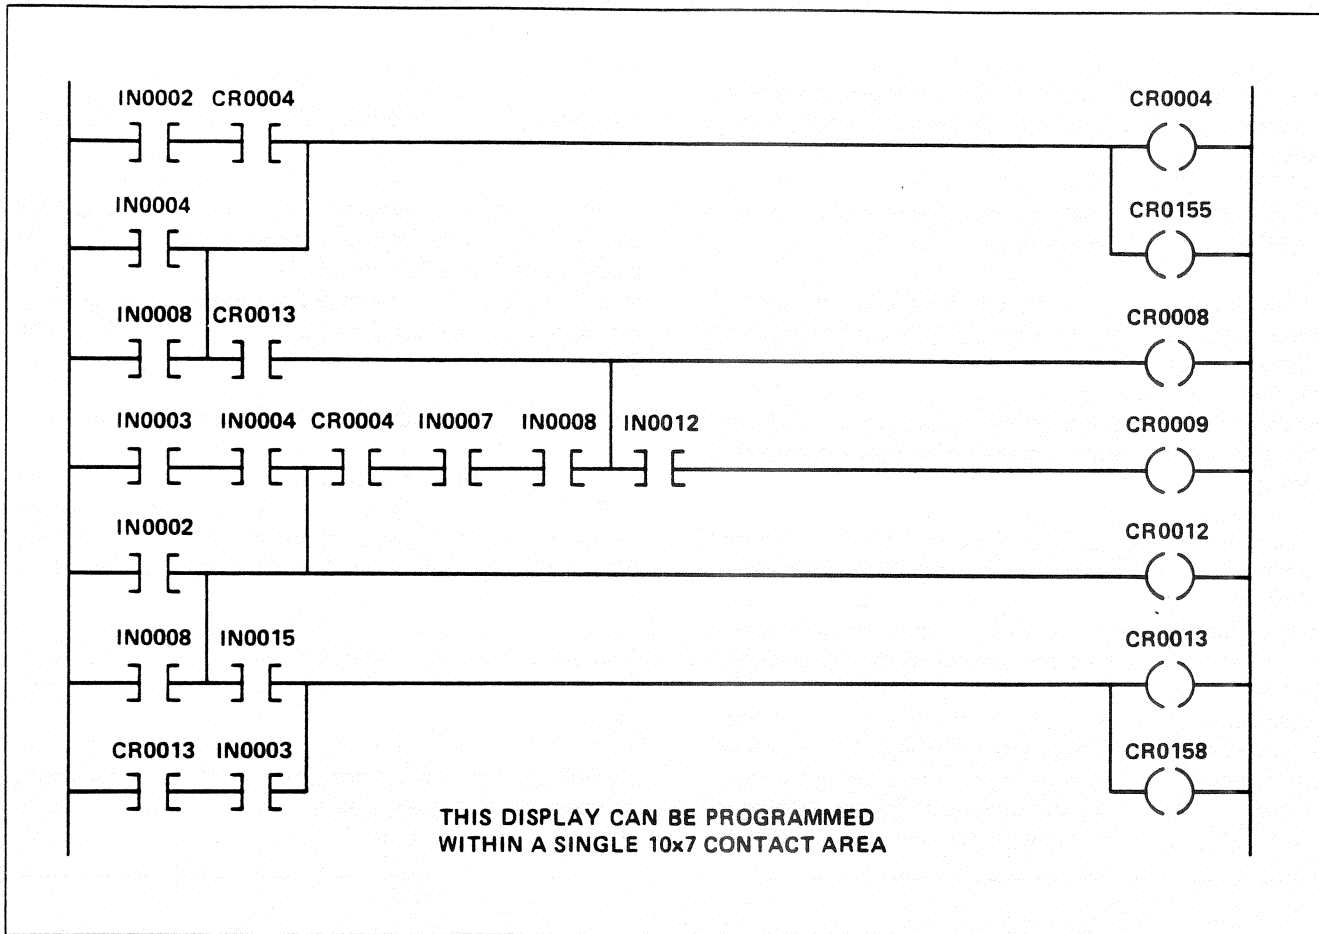 IN0002 CR0004 CR0004
IN0004 CR0155
IN0008 CR0013 CR0008
IN0003 IN0004 CR0004 IN0007 IN0008 IN0012 CR0009
IN0002 CR0012
IN0008 IN0015 CR0013
CR0013 IN0003 CR0158
THIS DISPLAY CAN BE PROGRAMMED
WITHIN A SINGLE 10x7 CONTACT AREA